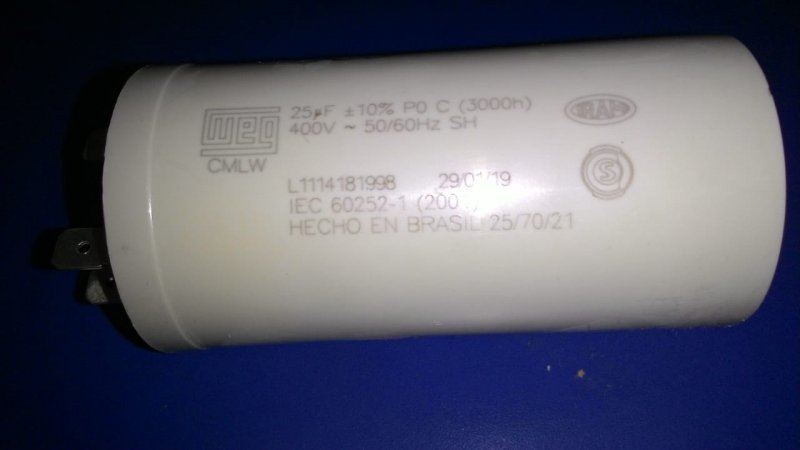 weg
CMLW
25µF ±10% P0 C (3000h)
400V ~ 50/60Hz SH
L1114181998 29/01/19
IEC 60252-1
HECHO EN BRASIL 25/70/21
IRAM
S